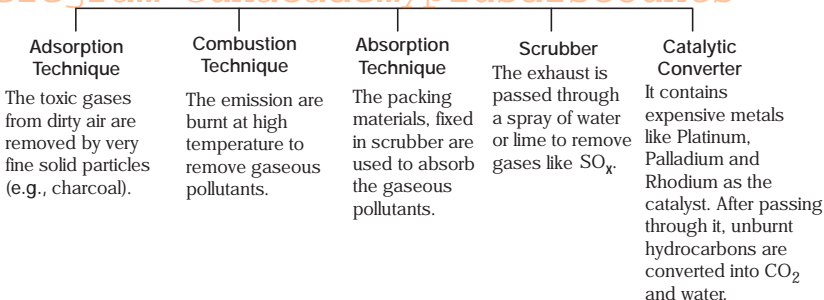 Adsorption
Technique
The toxic gases
from dirty air are
removed by very
fine solid particles
(e.g., charcoal).
Combustion
Technique
The emission are
burnt at high
temperature to
remove gaseous
pollutants.
Absorption
Technique
The packing
materials, fixed
in scrubber are
used to absorb
the gaseous
pollutants.
Scrubber
The exhaust is
passed through
a spray of water
or lime to remove
gases like SOx.
Catalytic
Converter
It contains
expensive metals
like Platinum,
Palladium and
Rhodium as the
catalyst. After passing
through it, unburnt
hydrocarbons are
converted into CO2
and water.